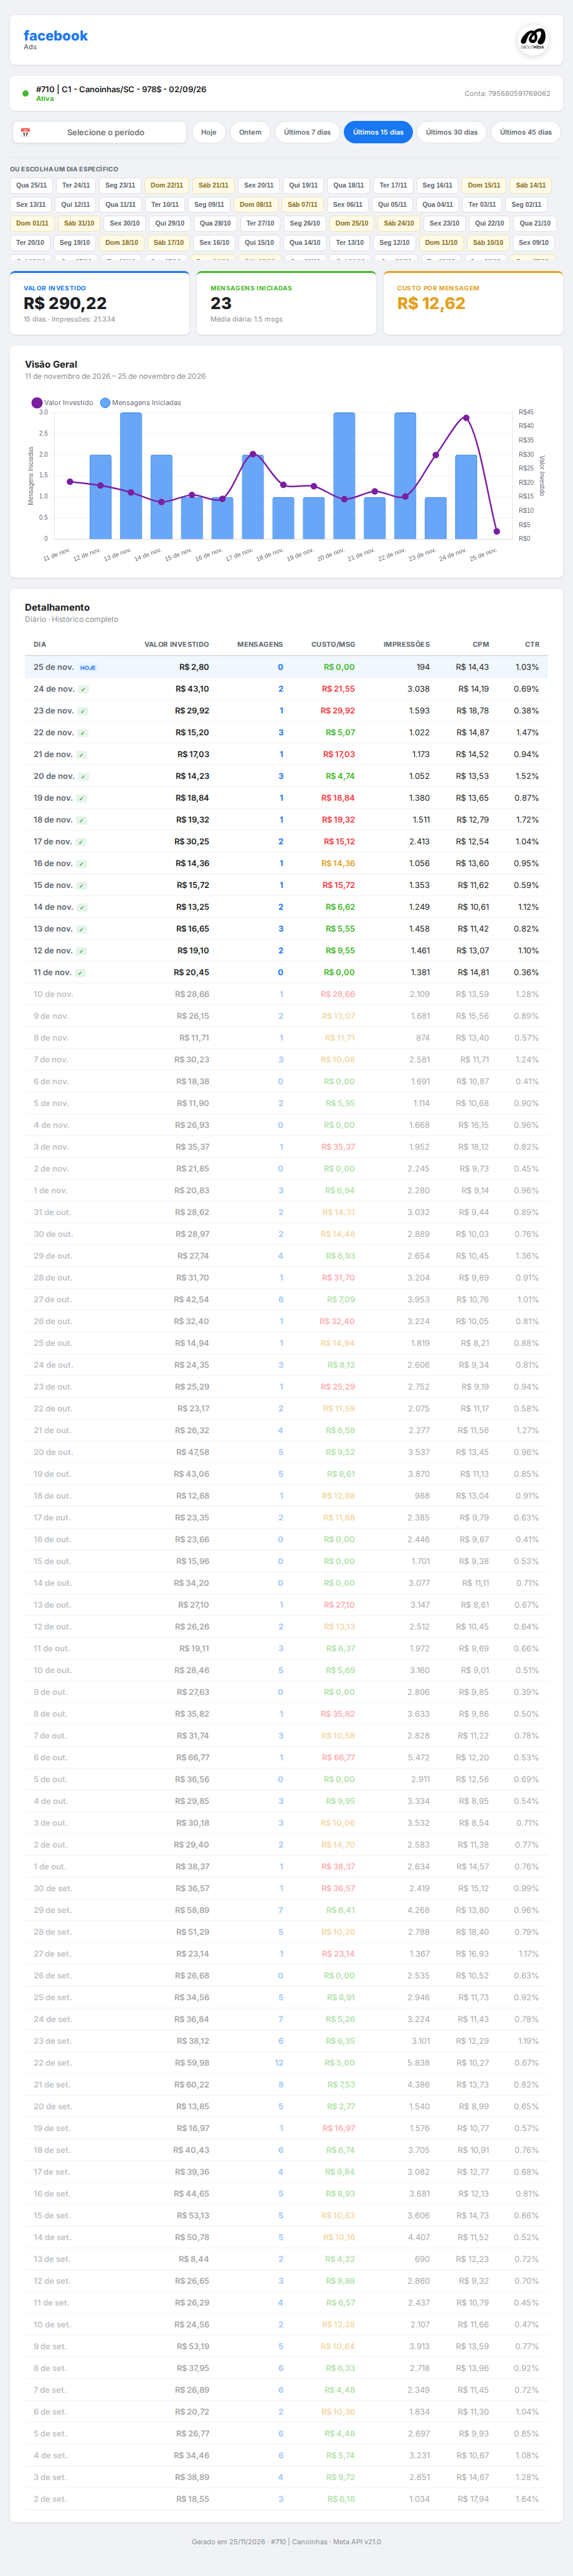 facebook
Ads
#710 | C1 - Canoinhas/SC - 978$ - 02/09/26
Ativa
Conta: 795680591769062
Selecione o período
Hoje
Ontem
Últimos 7 dias
Últimos 15 dias
Últimos 30 dias
Últimos 45 dias
OU ESCOLHA UM DIA ESPECÍFICO
Qua 25/11 Ter 24/11 Seg 23/11 Dom 22/11 Sáb 21/11 Sex 20/11 Qui 19/11 Qua 18/11 Ter 17/11 Seg 16/11 Dom 15/11 Sáb 14/11
Sex 13/11 Qui 12/11 Qua 11/11 Ter 10/11 Seg 09/11 Dom 08/11 Sáb 07/11 Sex 06/11 Qui 05/11 Qua 04/11 Ter 03/11 Seg 02/11
Dom 01/11 Sáb 31/10 Sex 30/10 Qui 29/10 Qua 28/10 Ter 27/10 Seg 26/10 Dom 25/10 Sáb 24/10 Sex 23/10 Qui 22/10 Qua 21/10
Ter 20/10 Seg 19/10 Dom 18/10 Sáb 17/10 Sex 16/10 Qui 15/10 Qua 14/10 Ter 13/10 Seg 12/10 Dom 11/10 Sáb 10/10 Sex 09/10
VALOR INVESTIDO
R$ 290,22
15 dias · Impressões: 21.334
MENSAGENS INICIADAS
23
Média diária: 1.5 msgs
CUSTO POR MENSAGEM
R$ 12,62
Visão Geral
11 de novembro de 2026 – 25 de novembro de 2026
Valor Investido Mensagens Iniciadas
3.0
2.5
2.0
1.5
1.0
0.5
0
Mensagens Iniciadas
R$45
R$40
R$35
R$30
R$25
R$20
R$15
R$10
R$5
R$0
Valor Investido
11 de nov. 12 de nov. 13 de nov. 14 de nov. 15 de nov. 16 de nov. 17 de nov. 18 de nov. 19 de nov. 20 de nov. 21 de nov. 22 de nov. 23 de nov. 24 de nov. 25 de nov.
Detalhamento
Diário · Histórico completo
DIA VALOR INVESTIDO MENSAGENS CUSTO/MSG IMPRESSÕES CPM CTR
25 de nov. HOJE R$ 2,80 0 R$ 0,00 194 R$ 14,43 1.03%
24 de nov. ✓ R$ 43,10 2 R$ 21,55 3.038 R$ 14,19 0.69%
23 de nov. ✓ R$ 29,92 1 R$ 29,92 1.593 R$ 18,78 0.38%
22 de nov. ✓ R$ 15,20 3 R$ 5,07 1.022 R$ 14,87 1.47%
21 de nov. ✓ R$ 17,03 1 R$ 17,03 1.173 R$ 14,52 0.94%
20 de nov. ✓ R$ 14,23 3 R$ 4,74 1.052 R$ 13,53 1.52%
19 de nov. ✓ R$ 18,84 1 R$ 18,84 1.380 R$ 13,65 0.87%
18 de nov. ✓ R$ 19,32 1 R$ 19,32 1.511 R$ 12,79 1.72%
17 de nov. ✓ R$ 30,25 2 R$ 15,12 2.413 R$ 12,54 1.04%
16 de nov. ✓ R$ 14,36 1 R$ 14,36 1.056 R$ 13,60 0.95%
15 de nov. ✓ R$ 15,72 1 R$ 15,72 1.353 R$ 11,62 0.59%
14 de nov. ✓ R$ 13,25 2 R$ 6,62 1.249 R$ 10,61 1.12%
13 de nov. ✓ R$ 16,65 3 R$ 5,55 1.458 R$ 11,42 0.82%
12 de nov. ✓ R$ 19,10 2 R$ 9,55 1.461 R$ 13,07 1.10%
11 de nov. ✓ R$ 20,45 0 R$ 0,00 1.381 R$ 14,81 0.36%
10 de nov. R$ 28,66 1 R$ 28,66 2.109 R$ 13,59 1.28%
9 de nov. R$ 26,15 2 R$ 13,07 1.681 R$ 15,56 0.89%
8 de nov. R$ 11,71 1 R$ 11,71 874 R$ 13,40 0.57%
7 de nov. R$ 30,23 3 R$ 10,08 2.581 R$ 11,71 1.24%
6 de nov. R$ 18,38 0 R$ 0,00 1.691 R$ 10,87 0.41%
5 de nov. R$ 11,90 2 R$ 5,95 1.114 R$ 10,68 0.90%
4 de nov. R$ 26,93 0 R$ 0,00 1.668 R$ 16,15 0.96%
3 de nov. R$ 35,37 1 R$ 35,37 1.952 R$ 18,12 0.82%
2 de nov. R$ 21,85 0 R$ 0,00 2.245 R$ 9,73 0.45%
1 de nov. R$ 20,83 3 R$ 6,94 2.280 R$ 9,14 0.96%
31 de out. R$ 28,62 2 R$ 14,31 3.032 R$ 9,44 0.89%
30 de out. R$ 28,97 2 R$ 14,48 2.889 R$ 10,03 0.76%
29 de out. R$ 27,74 4 R$ 6,93 2.654 R$ 10,45 1.36%
28 de out. R$ 31,70 1 R$ 31,70 3.204 R$ 9,89 0.91%
27 de out. R$ 42,54 6 R$ 7,09 3.953 R$ 10,76 1.01%
26 de out. R$ 32,40 1 R$ 32,40 3.224 R$ 10,05 0.81%
25 de out. R$ 14,94 1 R$ 14,94 1.819 R$ 8,21 0.88%
24 de out. R$ 24,35 3 R$ 8,12 2.606 R$ 9,34 0.81%
23 de out. R$ 25,29 1 R$ 25,29 2.752 R$ 9,19 0.94%
22 de out. R$ 23,17 2 R$ 11,59 2.075 R$ 11,17 0.58%
21 de out. R$ 26,32 4 R$ 6,58 2.277 R$ 11,56 1.27%
20 de out. R$ 47,58 5 R$ 9,52 3.537 R$ 13,45 0.96%
19 de out. R$ 43,06 5 R$ 8,61 3.870 R$ 11,13 0.85%
18 de out. R$ 12,88 1 R$ 12,88 988 R$ 13,04 0.91%
17 de out. R$ 23,35 2 R$ 11,68 2.385 R$ 9,79 0.63%
16 de out. R$ 23,66 0 R$ 0,00 2.446 R$ 9,67 0.41%
15 de out. R$ 15,96 0 R$ 0,00 1.701 R$ 9,38 0.53%
14 de out. R$ 34,20 0 R$ 0,00 3.077 R$ 11,11 0.71%
13 de out. R$ 27,10 1 R$ 27,10 3.147 R$ 8,61 0.67%
12 de out. R$ 26,26 2 R$ 13,13 2.512 R$ 10,45 0.64%
11 de out. R$ 19,11 3 R$ 6,37 1.972 R$ 9,69 0.66%
10 de out. R$ 28,46 5 R$ 5,69 3.160 R$ 9,01 0.51%
9 de out. R$ 27,63 0 R$ 0,00 2.806 R$ 9,85 0.39%
8 de out. R$ 35,82 1 R$ 35,82 3.633 R$ 9,86 0.50%
7 de out. R$ 31,74 3 R$ 10,58 2.828 R$ 11,22 0.78%
6 de out. R$ 66,77 1 R$ 66,77 5.472 R$ 12,20 0.53%
5 de out. R$ 36,56 0 R$ 0,00 2.911 R$ 12,56 0.69%
4 de out. R$ 29,85 3 R$ 9,95 3.334 R$ 8,95 0.54%
3 de out. R$ 30,18 3 R$ 10,06 3.532 R$ 8,54 0.71%
2 de out. R$ 29,40 2 R$ 14,70 2.583 R$ 11,38 0.77%
1 de out. R$ 38,37 1 R$ 38,37 2.634 R$ 14,57 0.76%
30 de set. R$ 36,57 1 R$ 36,57 2.419 R$ 15,12 0.99%
29 de set. R$ 58,89 7 R$ 8,41 4.268 R$ 13,80 0.96%
28 de set. R$ 51,29 5 R$ 10,26 2.788 R$ 18,40 0.79%
27 de set. R$ 23,14 1 R$ 23,14 1.367 R$ 16,93 1.17%
26 de set. R$ 26,68 0 R$ 0,00 2.535 R$ 10,52 0.63%
25 de set. R$ 34,56 5 R$ 6,91 2.946 R$ 11,73 0.92%
24 de set. R$ 36,84 7 R$ 5,26 3.224 R$ 11,43 0.78%
23 de set. R$ 38,12 6 R$ 6,35 3.101 R$ 12,29 1.19%
22 de set. R$ 59,98 12 R$ 5,00 5.838 R$ 10,27 0.67%
21 de set. R$ 60,22 8 R$ 7,53 4.386 R$ 13,73 0.82%
20 de set. R$ 13,85 5 R$ 2,77 1.540 R$ 8,99 0.65%
19 de set. R$ 16,97 1 R$ 16,97 1.576 R$ 10,77 0.57%
18 de set. R$ 40,43 6 R$ 6,74 3.705 R$ 10,91 0.76%
17 de set. R$ 39,36 4 R$ 9,84 3.082 R$ 12,77 0.68%
16 de set. R$ 44,65 5 R$ 8,93 3.681 R$ 12,13 0.81%
15 de set. R$ 53,13 5 R$ 10,63 3.606 R$ 14,73 0.86%
14 de set. R$ 50,78 5 R$ 10,16 4.407 R$ 11,52 0.52%
13 de set. R$ 8,44 2 R$ 4,22 690 R$ 12,23 0.72%
12 de set. R$ 26,65 3 R$ 8,88 2.860 R$ 9,32 0.70%
11 de set. R$ 26,29 4 R$ 6,57 2.437 R$ 10,79 0.45%
10 de set. R$ 24,56 2 R$ 12,28 2.107 R$ 11,66 0.47%
9 de set. R$ 53,19 5 R$ 10,64 3.913 R$ 13,59 0.77%
8 de set. R$ 37,95 6 R$ 6,33 2.718 R$ 13,96 0.92%
7 de set. R$ 26,89 6 R$ 4,48 2.349 R$ 11,45 0.72%
6 de set. R$ 20,72 2 R$ 10,36 1.834 R$ 11,30 1.04%
5 de set. R$ 26,77 6 R$ 4,46 2.697 R$ 9,93 0.85%
4 de set. R$ 34,46 6 R$ 5,74 3.231 R$ 10,67 1.08%
3 de set. R$ 38,89 4 R$ 9,72 2.651 R$ 14,67 1.28%
2 de set. R$ 18,55 3 R$ 6,18 1.034 R$ 17,94 1.84%
Gerado em 25/11/2026 · #710 | Canoinhas · Meta API v21.0